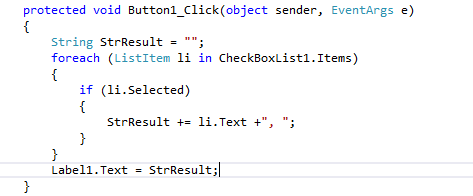 protected void Button1_Click(object sender, EventArgs e)
{
String StrResult = "";
foreach (ListItem li in CheckBoxList1.Items)
{
if (li.Selected)
{
StrResult += li.Text +", ";
}
}
Label1.Text = StrResult;
}